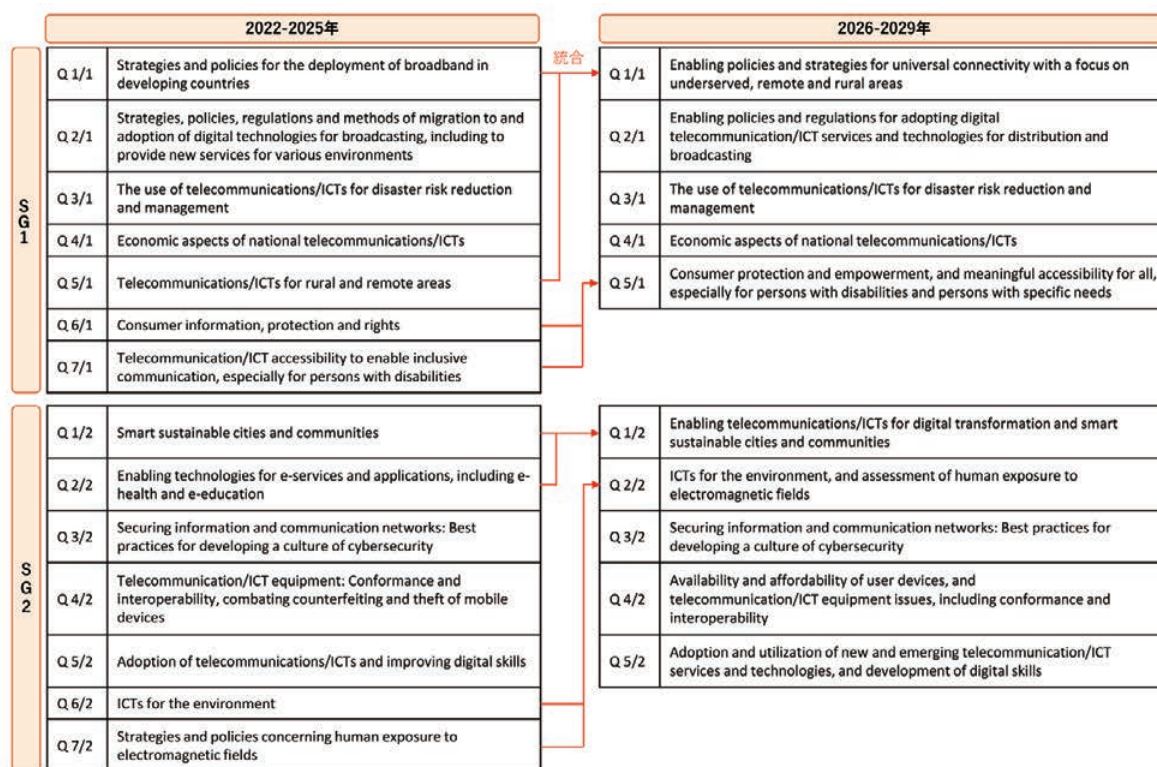 2022-2025年
2026-2029年
統合
SG1
Q 1/1
Strategies and policies for the deployment of broadband in
developing countries
Q 2/1
Strategies, policies, regulations and methods of migration to and
adoption of digital technologies for broadcasting, including to
provide new services for various environments
Q 3/1
The use of telecommunications/ICTs for disaster risk reduction
and management
Q 4/1
Economic aspects of national telecommunications/ICTs
Q 5/1
Telecommunications/ICTs for rural and remote areas
Q 6/1
Consumer information, protection and rights
Q 7/1
Telecommunication/ICT accessibility to enable inclusive
communication, especially for persons with disabilities
Q 1/1
Enabling policies and strategies for universal connectivity with a focus on
underserved, remote and rural areas
Q 2/1
Enabling policies and regulations for adopting digital
telecommunication/ICT services and technologies for distribution and
broadcasting
Q 3/1
The use of telecommunications/ICTs for disaster risk reduction and
management
Q 4/1
Economic aspects of national telecommunications/ICTs
Q 5/1
Consumer protection and empowerment, and meaningful accessibility for all,
especially for persons with disabilities and persons with specific needs
SG2
Q 1/2
Smart sustainable cities and communities
Q 2/2
Enabling technologies for e-services and applications, including e-
health and e-education
Q 3/2
Securing information and communication networks: Best
practices for developing a culture of cybersecurity
Q 4/2
Telecommunication/ICT equipment: Conformance and
interoperability, combating counterfeiting and theft of mobile
devices
Q 5/2
Adoption of telecommunications/ICTs and improving digital skills
Q 6/2
ICTs for the environment
Q 7/2
Strategies and policies concerning human exposure to
electromagnetic fields
Q 1/2
Enabling telecommunications/ICTs for digital transformation and smart
sustainable cities and communities
Q 2/2
ICTs for the environment, and assessment of human exposure to
electromagnetic fields
Q 3/2
Securing information and communication networks: Best practices for
developing a culture of cybersecurity
Q 4/2
Availability and affordability of user devices, and
telecommunication/ICT equipment issues, including conformance and
interoperability
Q 5/2
Adoption and utilization of new and emerging telecommunication/ICT
services and technologies, and development of digital skills